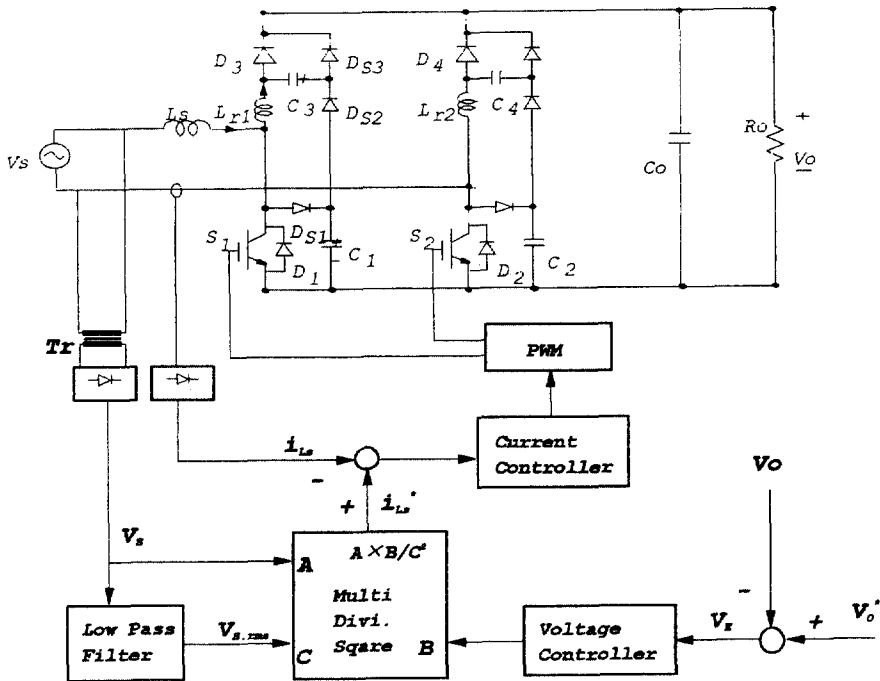 D3
DS3
D4
C3
C4
Ls
Lr1
DS2
Lr2
Vs
Co
Ro
+
Vo
S1
DS1
C1
D1
S2
D2
C2
Tr
PWM
Current
Controller
iLs
-
+
iLs*
Vo
Vs
A
A×B/C²
Multi
Divi.
Sqare
B
C
Low Pass
Filter
Vs.rms
Voltage
Controller
VE
-
+
Vo*